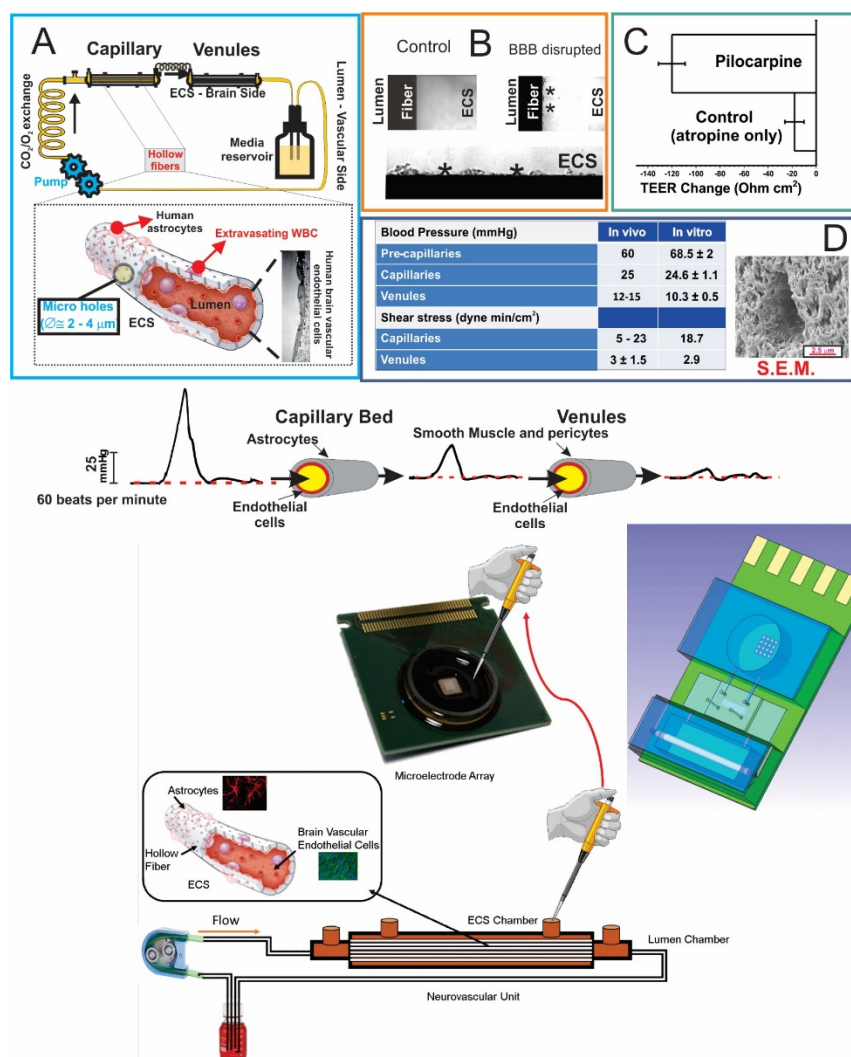 A
Capillary
Venules
ECS - Brain Side
Lumen - Vascular Side
CO2/O2 exchange
Hollow
fibers
Media
reservoir
Pump
Human
astrocytes
Extravasating WBC
Micro holes
(Ø≅ 2 - 4 μm
ECS
Lumen
Human brain vascular
endothelial cells
B
Control
BBB disrupted
Lumen
Fiber
ECS
Lumen
Fiber
*
*
ECS
* * ECS
C
Pilocarpine
Control
(atropine only)
-140 -120 -100 -80 -60 -40 -20 0
TEER Change (Ohm cm²)
D
Blood Pressure (mmHg) In vivo In vitro
Pre-capillaries 60 68.5 ± 2
Capillaries 25 24.6 ± 1.1
Venules 12-15 10.3 ± 0.5
Shear stress (dyne min/cm²)
Capillaries 5 - 23 18.7
Venules 3 ± 1.5 2.9
2.5 μm
S.E.M.
Capillary Bed
Venules
Astrocytes
Smooth Muscle and pericytes
25
mmHg
60 beats per minute
Endothelial
cells
Endothelial
cells
Microelectrode Array
Astrocytes
Hollow
Fiber
Brain Vascular
Endothelial Cells
ECS
Flow
ECS Chamber
Lumen Chamber
Neurovascular Unit